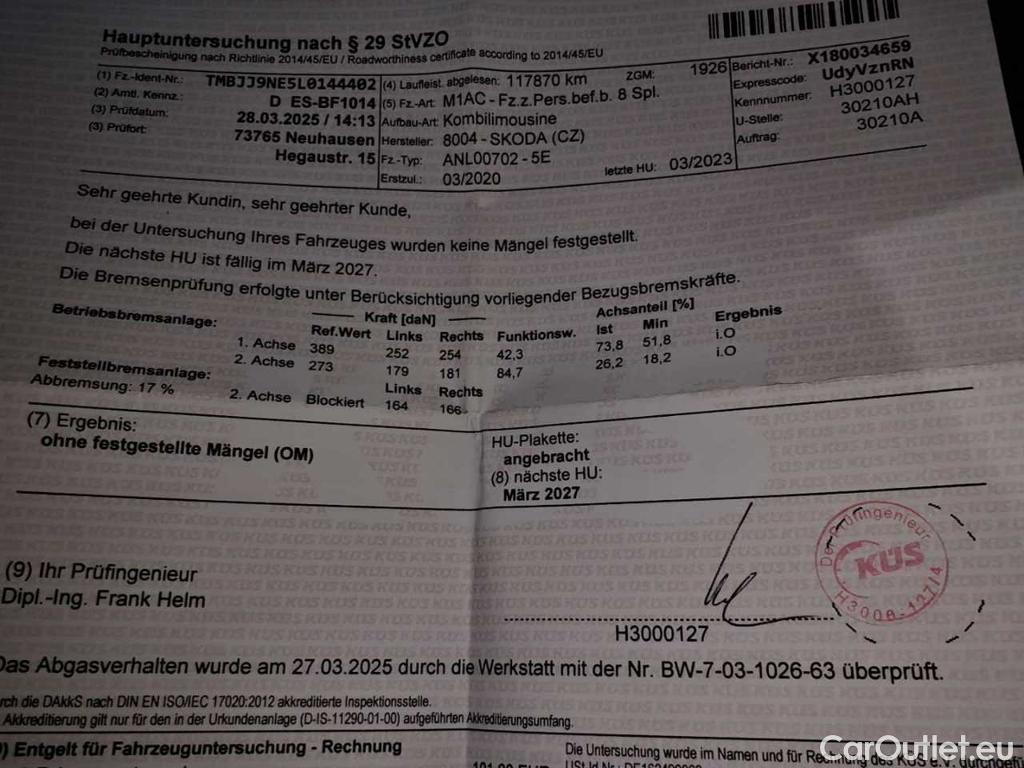 Hauptuntersuchung nach § 29 StVZO
Prüfbescheinigung nach Richtlinie 2014/45/EU / Roadworthiness certificate according to 2014/45/EU
(1) Fz.-Ident-Nr.: TMBJJ9NE5L0144402
(2) Amtl. Kennz.: D ES-BF1014
(3) Prüfdatum: 28.03.2025 / 14:13
(3) Prüfort: 73765 Neuhausen
Hegaustr. 15
(4) Laufleist. abgelesen: 117870 km ZGM: 1926
(5) Fz.-Art: M1AC - Fz.z.Pers.bef.b. 8 Spl.
Aufbau-Art: Kombilimousine
Hersteller: 8004 - SKODA (CZ)
Fz.-Typ: ANL00702 - 5E
Erstzul.: 03/2020 letzte HU: 03/2023
Bericht-Nr.: X180034659
Expresscode: UdyVznRN
Kennnummer: H3000127
U-Stelle: 30210AH
Auftrag: 30210A
Sehr geehrte Kundin, sehr geehrter Kunde,
bei der Untersuchung Ihres Fahrzeuges wurden keine Mängel festgestellt.
Die nächste HU ist fällig im März 2027.
Die Bremsenprüfung erfolgte unter Berücksichtigung vorliegender Bezugsbremskräfte.
Betriebsbremsanlage: Kraft [daN] Achsanteil [%]
Ref.Wert Links Rechts Funktionsw. Ist Min Ergebnis
1. Achse 389 252 254 42,3 73,8 51,8 i.O
2. Achse 273 179 181 84,7 26,2 18,2 i.O
Feststellbremsanlage: Links Rechts
Abbremsung: 17 % 2. Achse Blockiert 164 166
(7) Ergebnis:
ohne festgestellte Mängel (OM)
HU-Plakette:
angebracht
(8) nächste HU:
März 2027
(9) Ihr Prüfingenieur
Dipl.-Ing. Frank Helm
H3000127
Der Prüfingenieur
KÜS
Das Abgasverhalten wurde am 27.03.2025 durch die Werkstatt mit der Nr. BW-7-03-1026-63 überprüft.
rch die DAkkS nach DIN EN ISO/IEC 17020:2012 akkreditierte Inspektionsstelle.
Akkreditierung gilt nur für den in der Urkundenanlage (D-IS-11290-01-00) aufgeführten Akkreditierungsumfang.
) Entgelt für Fahrzeuguntersuchung - Rechnung
Die Untersuchung wurde im Namen und für Rechnung des KÜS e.V. durchgefü
CarOutlet.eu